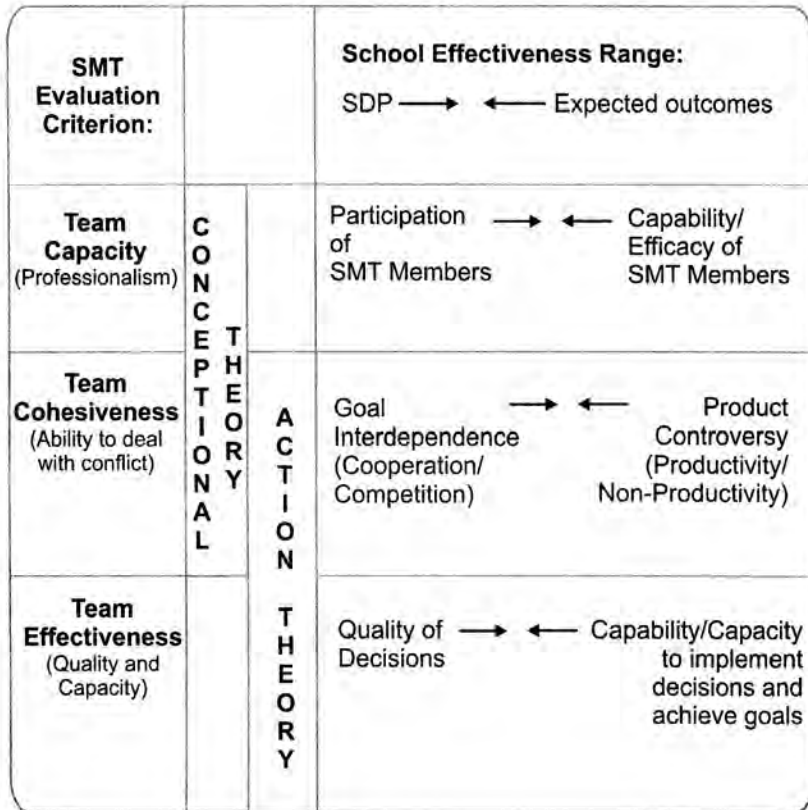 SMT
Evaluation
Criterion:
School Effectiveness Range:
SDP → ← Expected outcomes
Team
Capacity
(Professionalism)
CONCEPTIONAL
THEORY
Participation
of
SMT Members
→ ←
Capability/
Efficacy of
SMT Members
Team
Cohesiveness
(Ability to deal
with conflict)
ACTION THEORY
Goal
Interdependence
(Cooperation/
Competition)
→ ←
Product
Controversy
(Productivity/
Non-Productivity)
Team
Effectiveness
(Quality and
Capacity)
Quality of
Decisions
→ ←
Capability/Capacity
to implement
decisions and
achieve goals